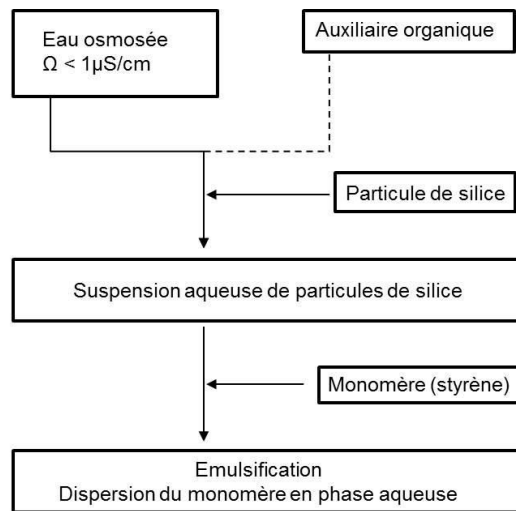 Eau osmosée
Ω < 1µS/cm
Auxiliaire organique
Particule de silice
Suspension aqueuse de particules de silice
Monomère (styrène)
Emulsification
Dispersion du monomère en phase aqueuse